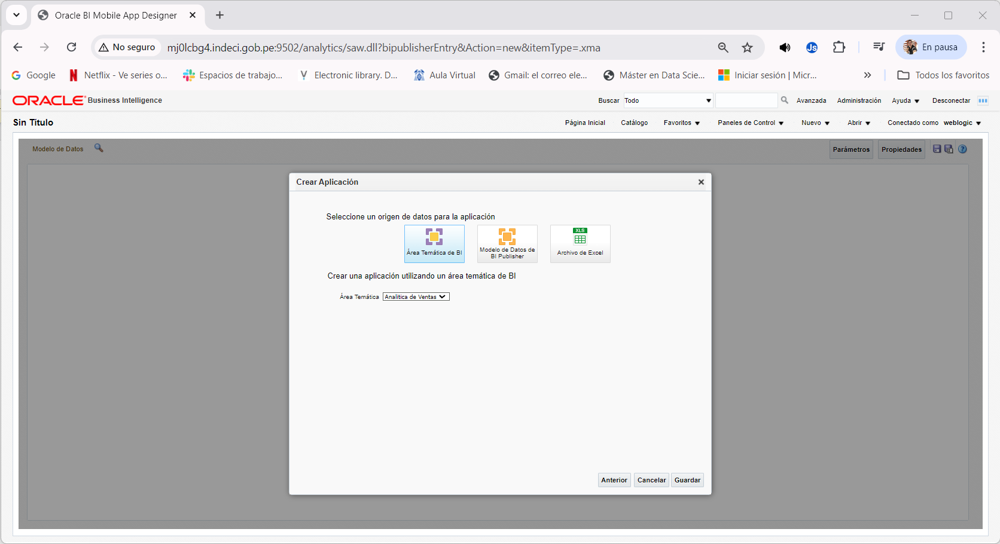 Oracle BI Mobile App Designer
No seguro
mj0lcbg4.indeci.gob.pe:9502/analytics/saw.dll?bipublisherEntry&Action=new&itemType=.xma
Js
En pausa
Google
Netflix - Ve series o...
Espacios de trabajo...
Electronic library. D...
Aula Virtual
Gmail: el correo ele...
Máster en Data Scie...
Iniciar sesión | Micr...
Todos los favoritos
ORACLE Business Intelligence
Buscar
Todo
Avanzada
Administración
Ayuda
Desconectar
Sin Título
Página Inicial
Catálogo
Favoritos
Paneles de Control
Nuevo
Abrir
Conectado como weblogic
Modelo de Datos
Parámetros
Propiedades
Crear Aplicación
Seleccione un origen de datos para la aplicación
Área Temática de BI
Modelo de Datos de
BI Publisher
XLS
Archivo de Excel
Crear una aplicación utilizando un área temática de BI
Área Temática
Analitica de Ventas
Anterior
Cancelar
Guardar